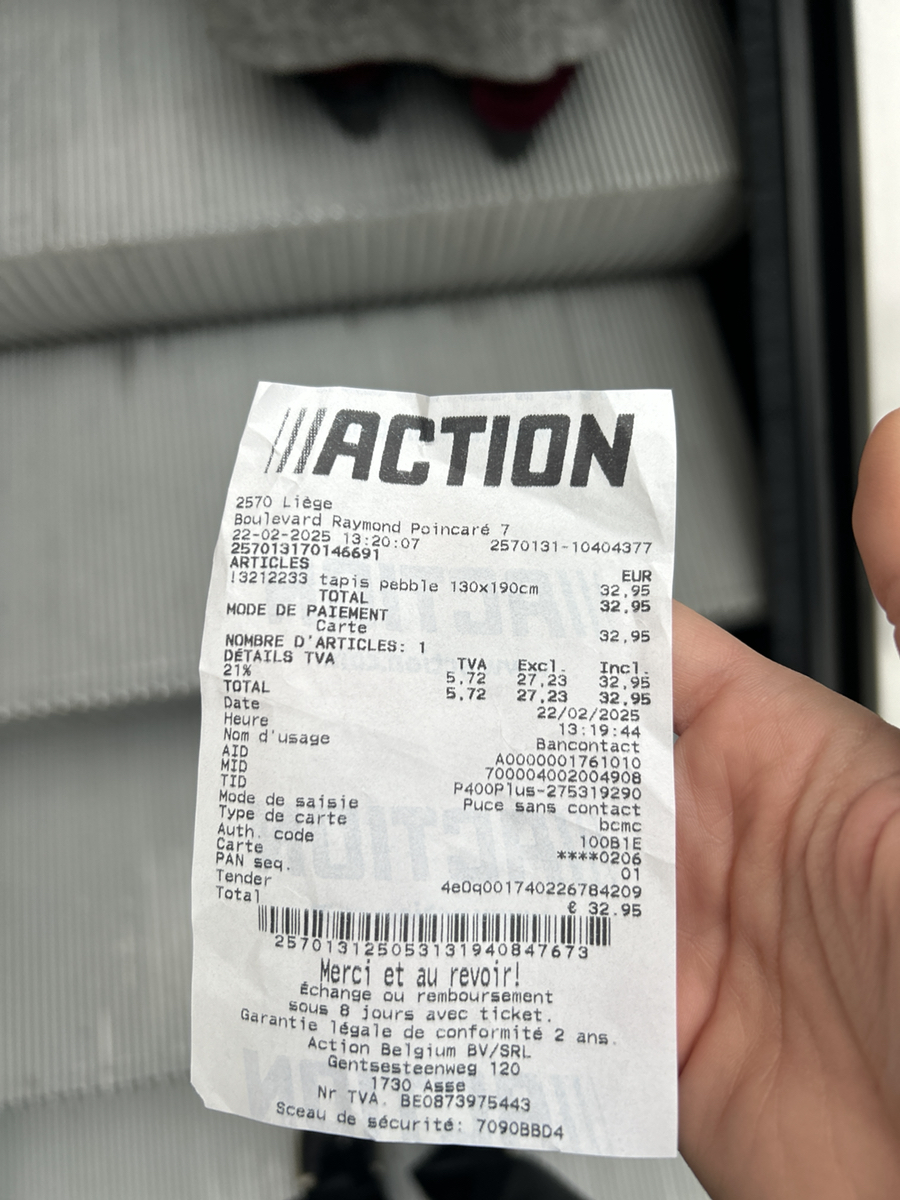 ACTION
2570 Liège
Boulevard Raymond Poincaré 7
22-02-2025 13:20:07 2570131-10404377
257013170146691
ARTICLES EUR
!3212233 tapis pebble 130x190cm 32,95
TOTAL 32,95
MODE DE PAIEMENT
Carte 32,95
NOMBRE D'ARTICLES: 1
DÉTAILS TVA TVA Excl. Incl.
21% 5,72 27,23 32,95
TOTAL 5,72 27,23 32,95
Date 22/02/2025
Heure 13:19:44
Nom d'usage Bancontact
AID A0000001761010
MID 700004002004908
TID P400Plus-275319290
Mode de saisie Puce sans contact
Type de carte bcmc
Auth. code 100B1E
Carte ****0206
PAN seq. 01
Tender 4e0q001740226784209
Total € 32.95
257013125053131940847673
Merci et au revoir!
Échange ou remboursement
sous 8 jours avec ticket.
Garantie légale de conformité 2 ans.
Action Belgium BV/SRL
Gentsesteenweg 120
1730 Asse
Nr TVA. BE0873975443
Sceau de sécurité: 7090BBD4